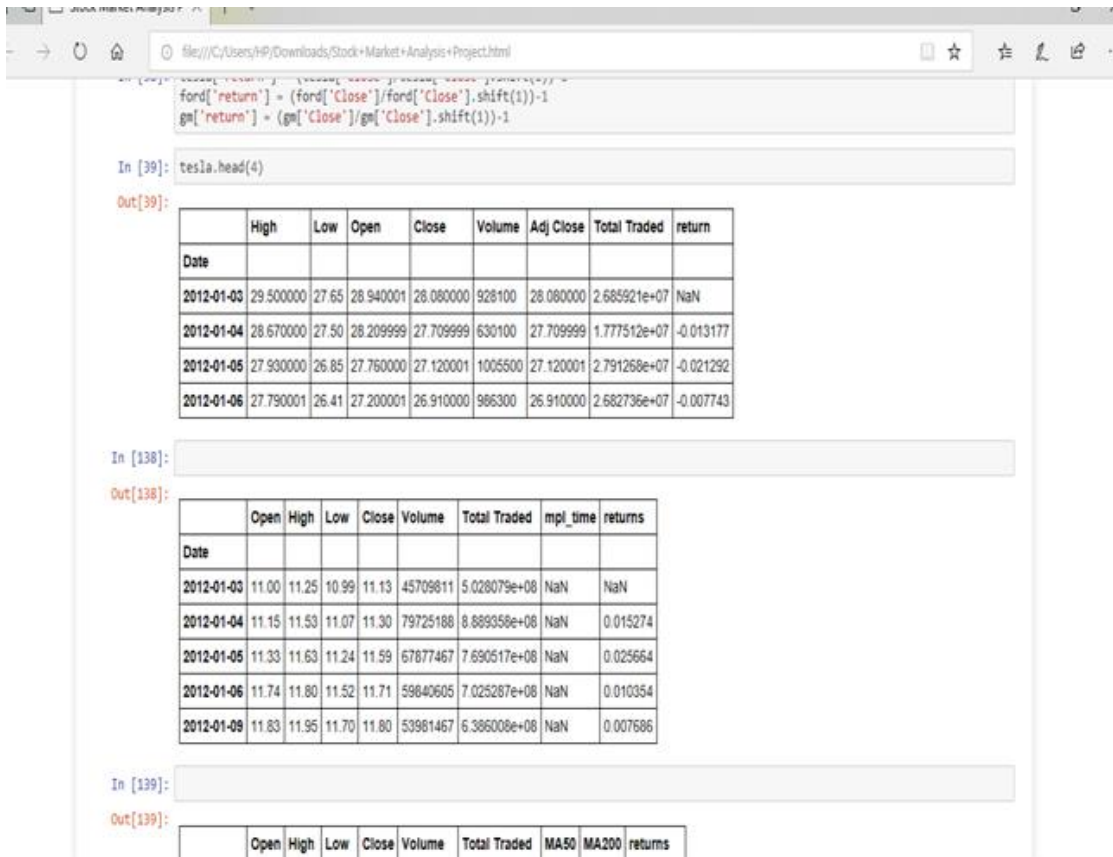 Stock Market Analysis P
file:///C:/Users/HP/Downloads/Stock+Market+Analysis+Project.html
ford['return'] = (ford['Close']/ford['Close'].shift(1))-1
gm['return'] = (gm['Close']/gm['Close'].shift(1))-1
In [39]: tesla.head(4)
Out[39]:
High Low Open Close Volume Adj Close Total Traded return
Date
2012-01-03 29.500000 27.65 28.940001 28.080000 928100 28.080000 2.685921e+07 NaN
2012-01-04 28.670000 27.50 28.209999 27.709999 630100 27.709999 1.777512e+07 -0.013177
2012-01-05 27.930000 26.85 27.760000 27.120001 1005500 27.120001 2.791268e+07 -0.021292
2012-01-06 27.790001 26.41 27.200001 26.910000 986300 26.910000 2.682736e+07 -0.007743
In [138]:
Out[138]:
Open High Low Close Volume Total Traded mpl_time returns
Date
2012-01-03 11.00 11.25 10.99 11.13 45709811 5.028079e+08 NaN NaN
2012-01-04 11.15 11.53 11.07 11.30 79725188 8.889358e+08 NaN 0.015274
2012-01-05 11.33 11.63 11.24 11.59 67877467 7.690517e+08 NaN 0.025664
2012-01-06 11.74 11.80 11.52 11.71 59840605 7.025287e+08 NaN 0.010354
2012-01-09 11.83 11.95 11.70 11.80 53981467 6.386008e+08 NaN 0.007686
In [139]:
Out[139]:
Open High Low Close Volume Total Traded MA50 MA200 returns